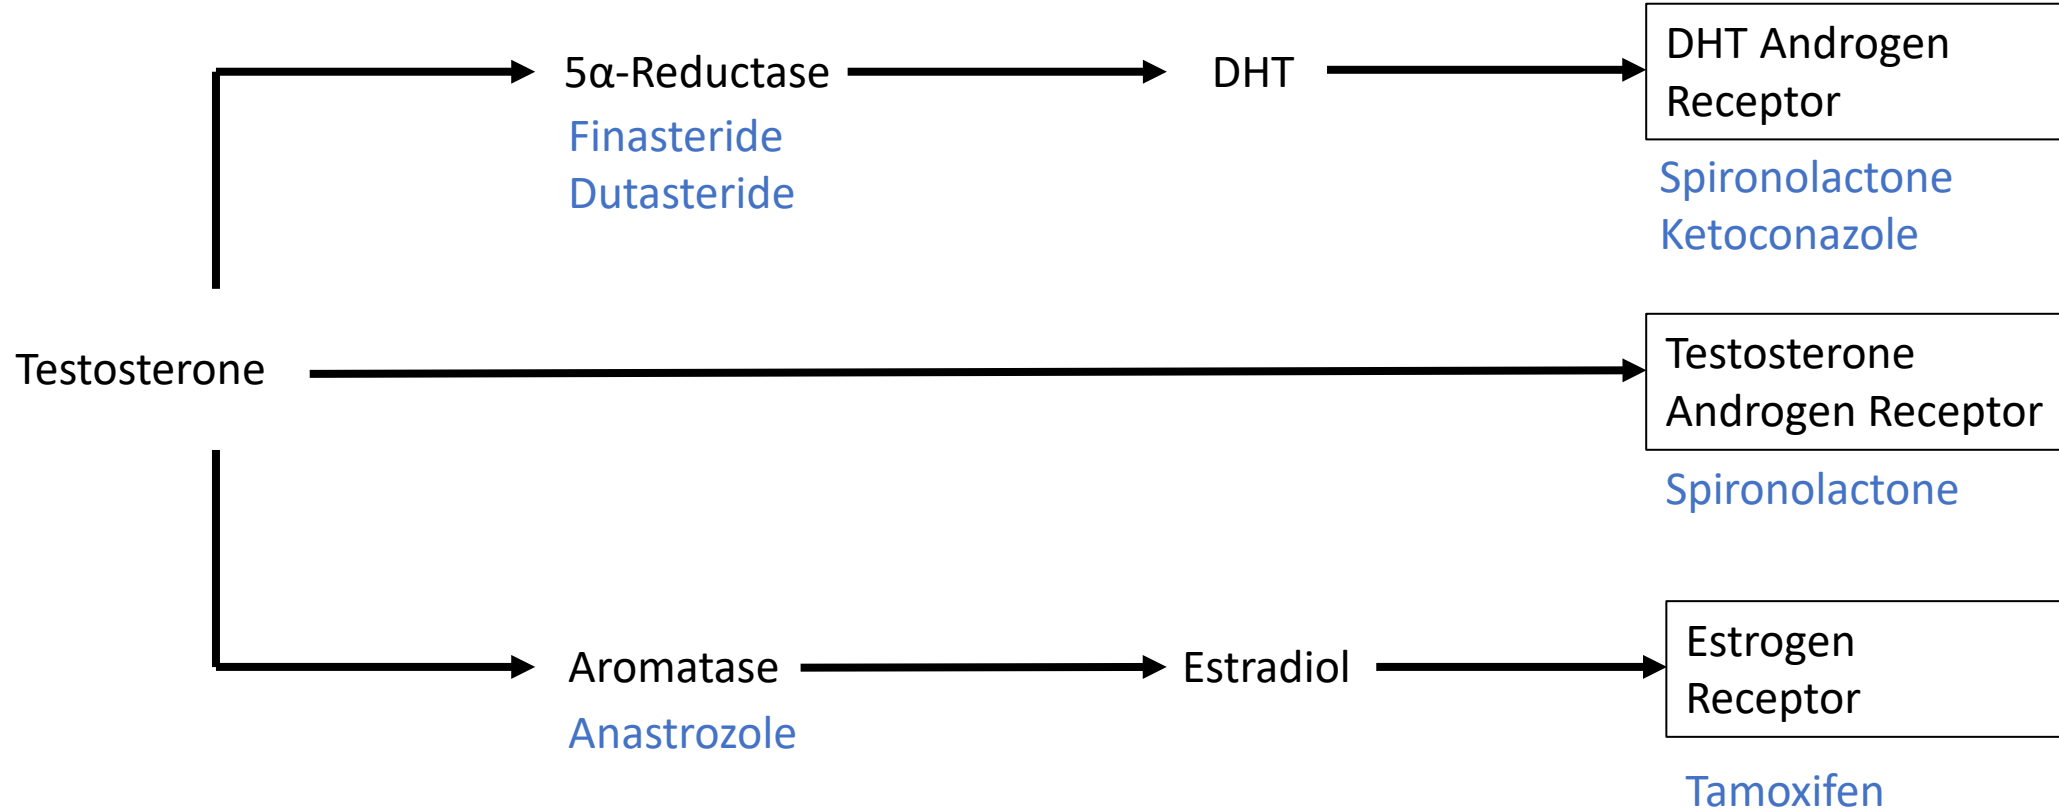 5α-Reductase
Finasteride
Dutasteride
DHT
DHT Androgen
Receptor
Spironolactone
Ketoconazole
Testosterone
Testosterone
Androgen Receptor
Spironolactone
Aromatase
Anastrozole
Estradiol
Estrogen
Receptor
Tamoxifen